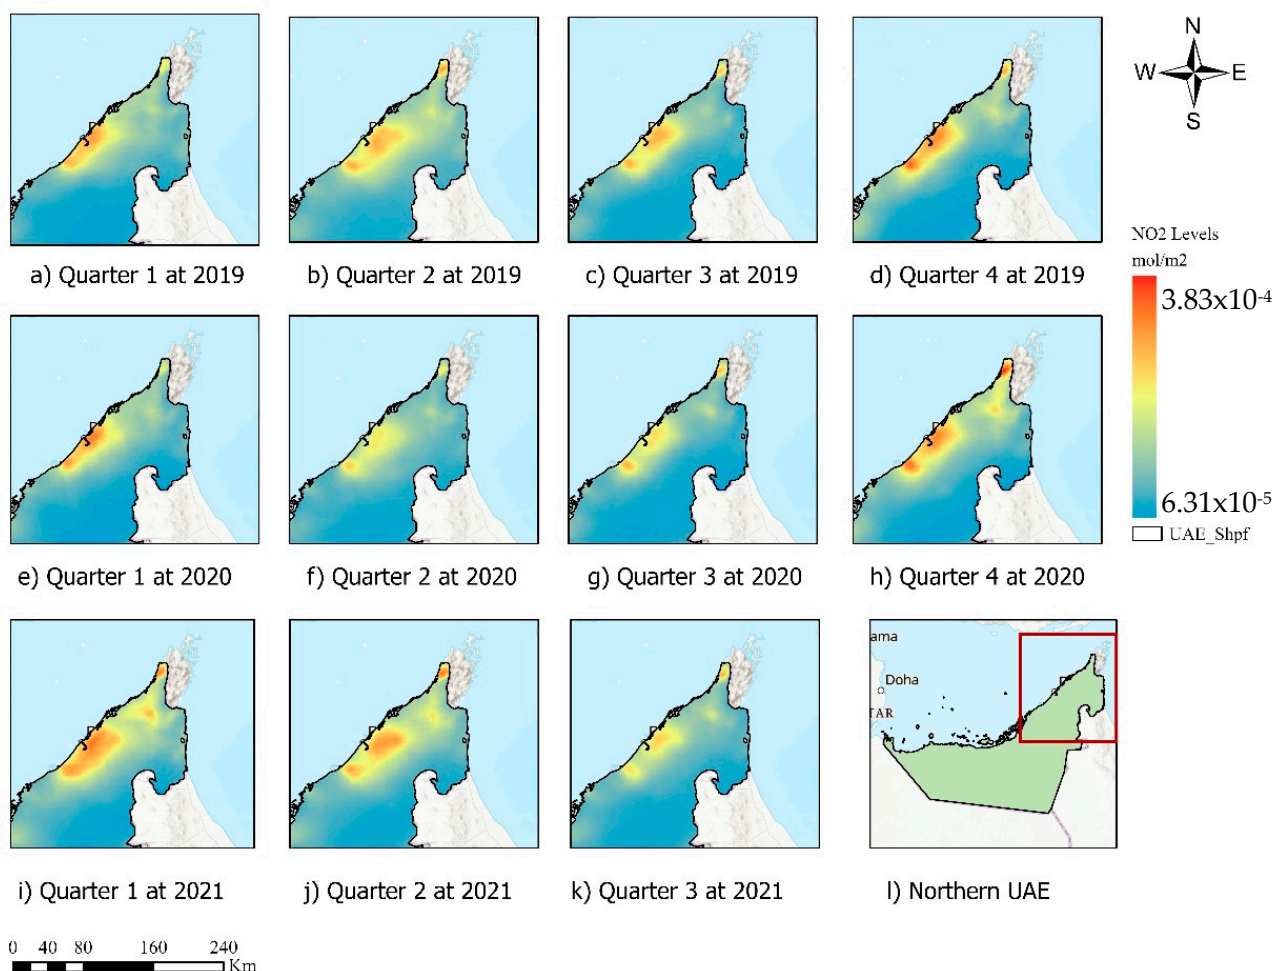 N
W E
S
a) Quarter 1 at 2019
b) Quarter 2 at 2019
c) Quarter 3 at 2019
d) Quarter 4 at 2019
NO2 Levels
mol/m2
3.83x10-4
6.31x10-5
UAE_Shpf
e) Quarter 1 at 2020
f) Quarter 2 at 2020
g) Quarter 3 at 2020
h) Quarter 4 at 2020
ama
Doha
TAR
i) Quarter 1 at 2021
j) Quarter 2 at 2021
k) Quarter 3 at 2021
l) Northern UAE
0 40 80 160 240
Km